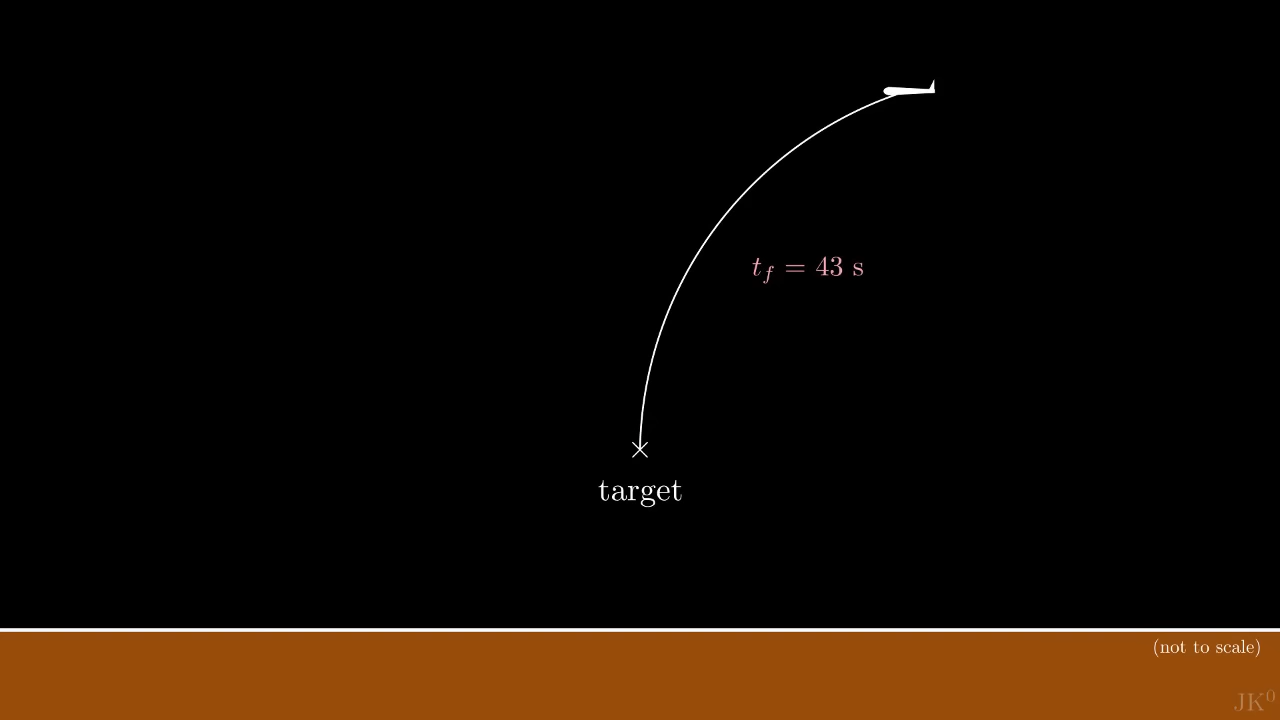 t_f = 43 s
target
(not to scale)
JK⁰